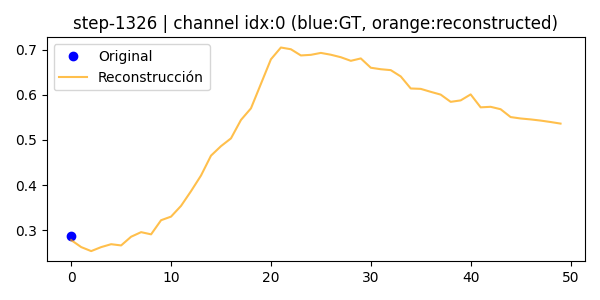 step-1326 | channel idx:0 (blue:GT, orange:reconstructed)
Original
Reconstrucción
0.7
0.6
0.5
0.4
0.3
0 10 20 30 40 50